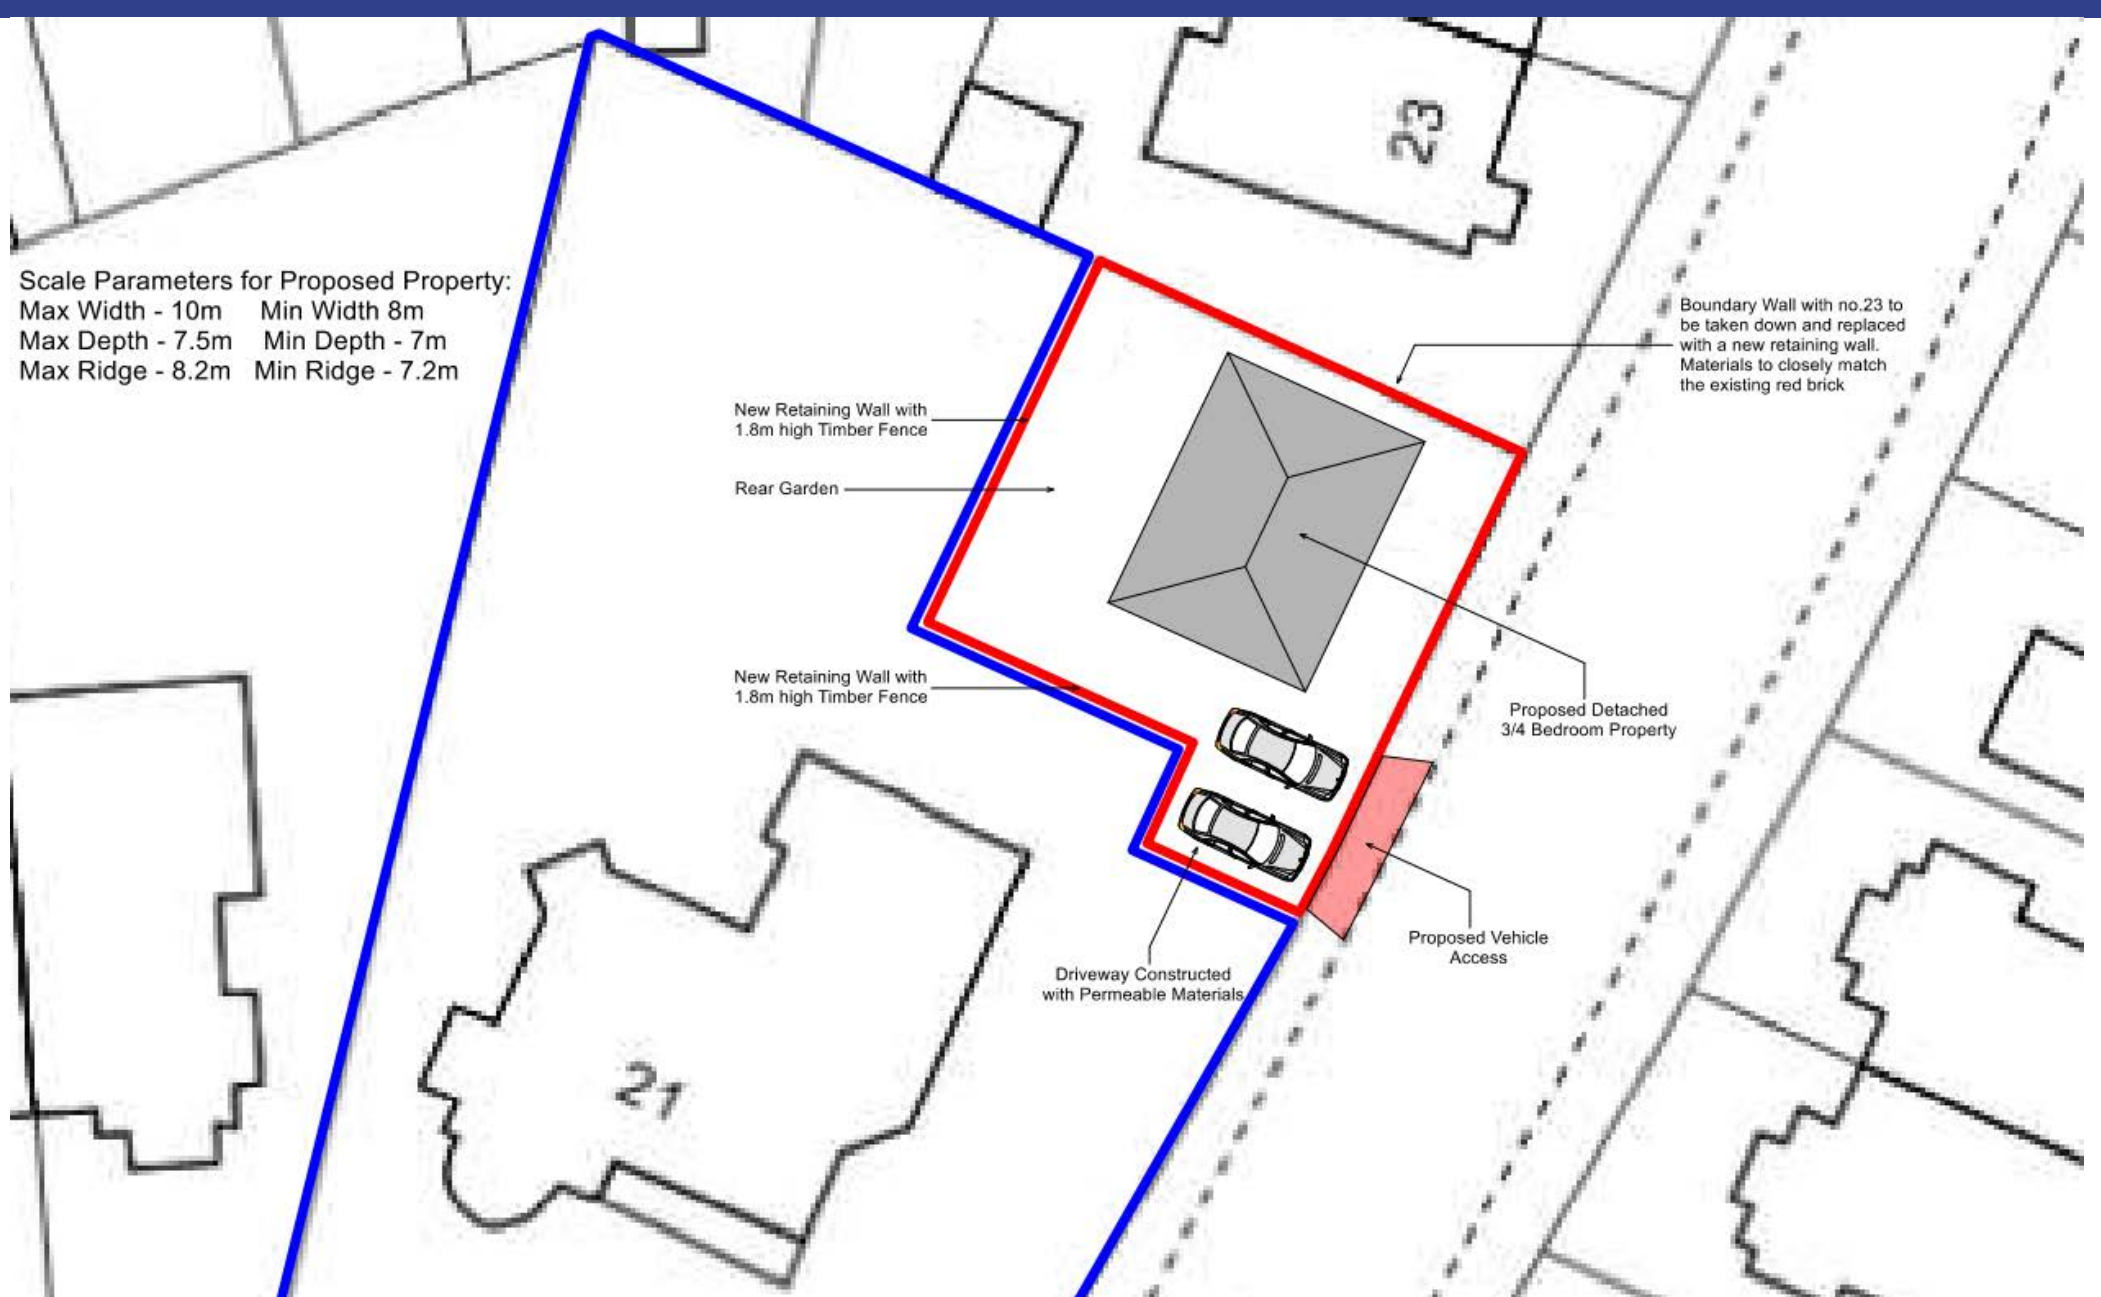 23
Scale Parameters for Proposed Property:
Max Width - 10m Min Width 8m
Max Depth - 7.5m Min Depth - 7m
Max Ridge - 8.2m Min Ridge - 7.2m
Boundary Wall with no.23 to
be taken down and replaced
with a new retaining wall.
Materials to closely match
the existing red brick
New Retaining Wall with
1.8m high Timber Fence
Rear Garden
New Retaining Wall with
1.8m high Timber Fence
Proposed Detached
3/4 Bedroom Property
Proposed Vehicle
Access
Driveway Constructed
with Permeable Materials
21